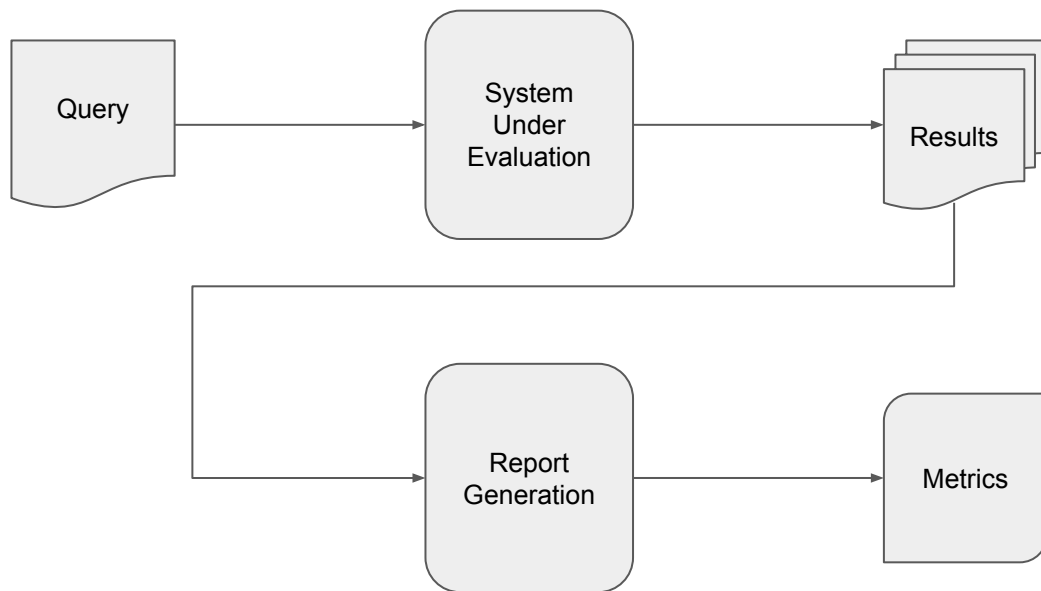 Query
System
Under
Evaluation
Results
Report
Generation
Metrics